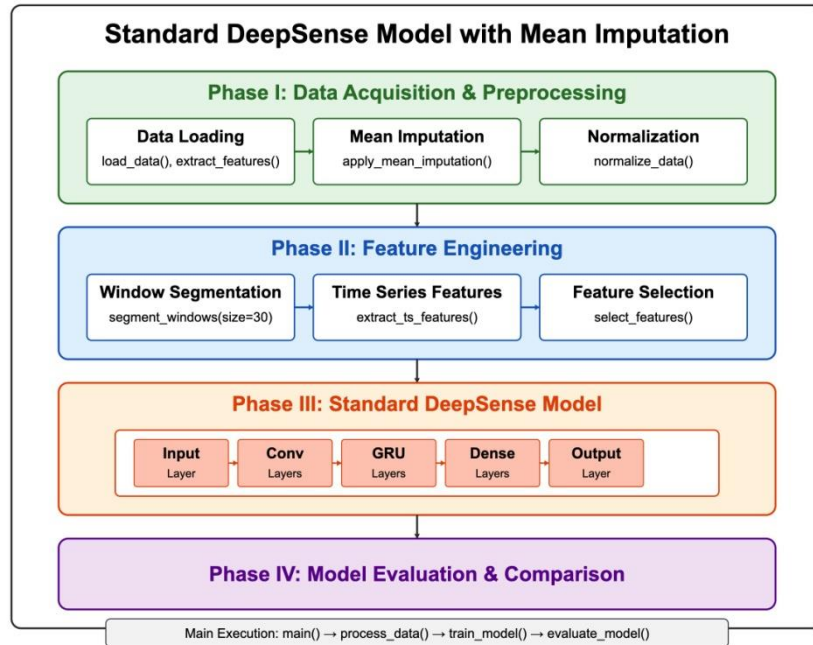 Standard DeepSense Model with Mean Imputation
Phase I: Data Acquisition & Preprocessing
Data Loading
load_data(), extract_features()
Mean Imputation
apply_mean_imputation()
Normalization
normalize_data()
Phase II: Feature Engineering
Window Segmentation
segment_windows(size=30)
Time Series Features
extract_ts_features()
Feature Selection
select_features()
Phase III: Standard DeepSense Model
Input
Layer
Conv
Layers
GRU
Layers
Dense
Layers
Output
Layer
Phase IV: Model Evaluation & Comparison
Main Execution: main() → process_data() → train_model() → evaluate_model()